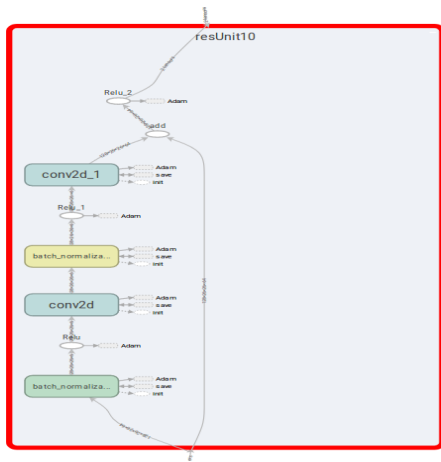 resUnit10
Relu_2
Adam
add
conv2d_1
Adam
save
init
Relu_1
Adam
batch_normaliza...
Adam
save
init
conv2d
Adam
save
init
Relu
Adam
batch_normaliza...
Adam
save
init